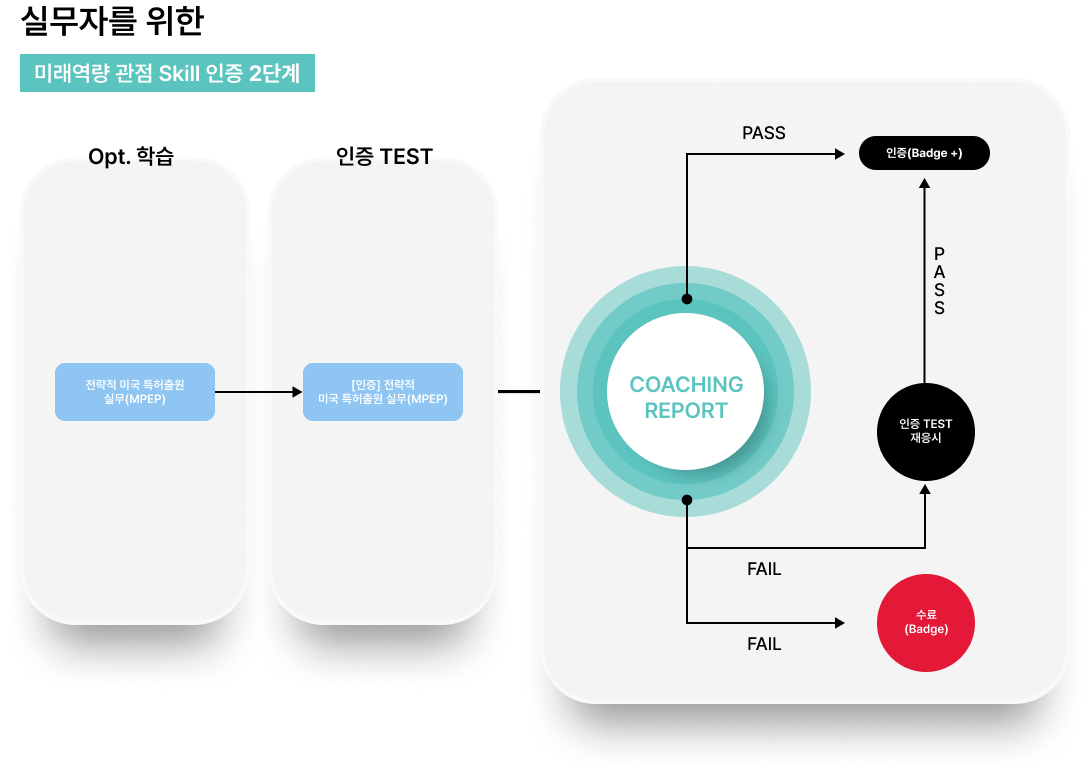 실무자를 위한
미래역량 관점 Skill 인증 2단계
Opt. 학습
인증 TEST
전략적 미국 특허출원
실무(MPEP)
[인증] 전략적
미국 특허출원 실무(MPEP)
PASS
인증(Badge +)
P
A
S
S
COACHING
REPORT
인증 TEST
재응시
FAIL
수료
(Badge)
FAIL